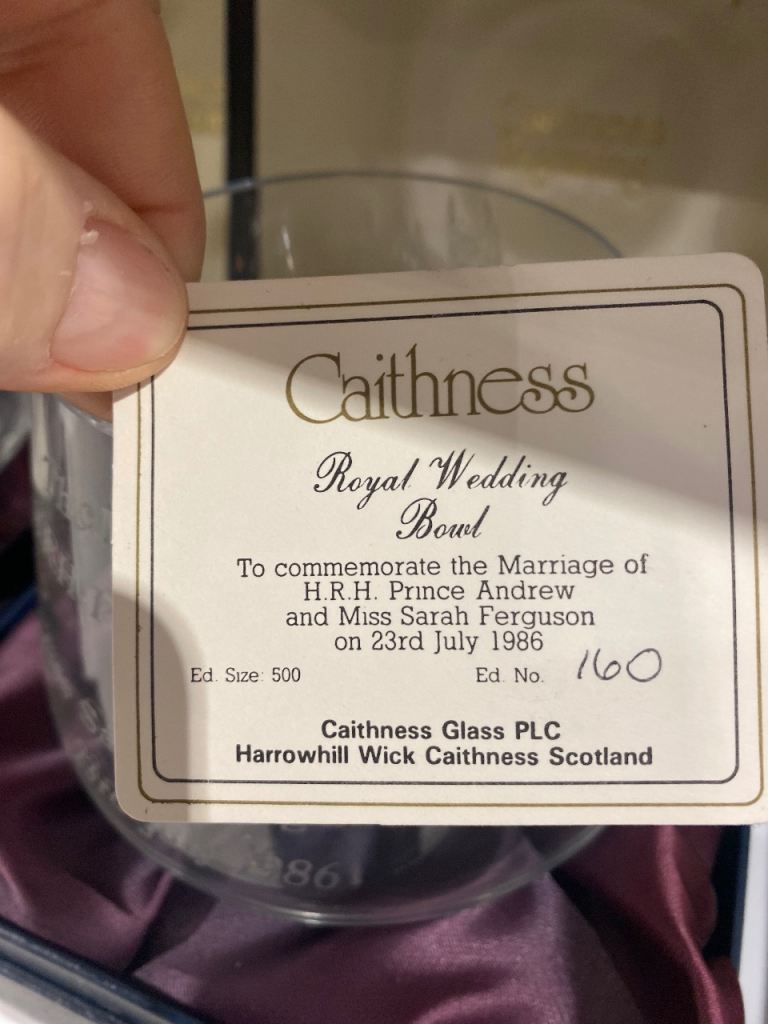 Caithness
Royal Wedding
Bowl
To commemorate the Marriage of
H.R.H. Prince Andrew
and Miss Sarah Ferguson
on 23rd July 1986
Ed. Size: 500 Ed. No. 160
Caithness Glass PLC
Harrowhill Wick Caithness Scotland
86